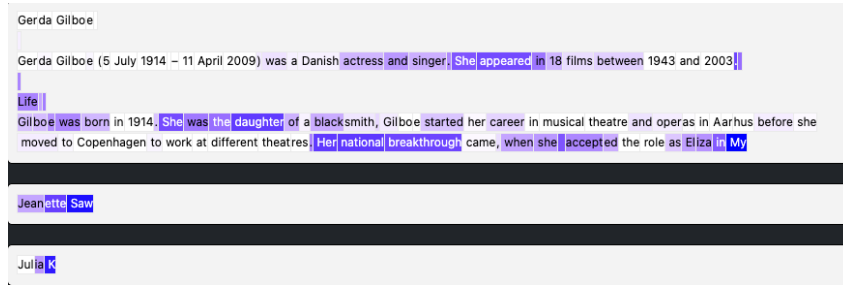 Gerda Gilboe
Gerda Gilboe (5 July 1914 – 11 April 2009) was a Danish actress and singer. She appeared in 18 films between 1943 and 2003.
Life
Gilboe was born in 1914. She was the daughter of a blacksmith, Gilboe started her career in musical theatre and operas in Aarhus before she
moved to Copenhagen to work at different theatres. Her national breakthrough came, when she accepted the role as Eliza in My
Jeanette Saw
Julia K